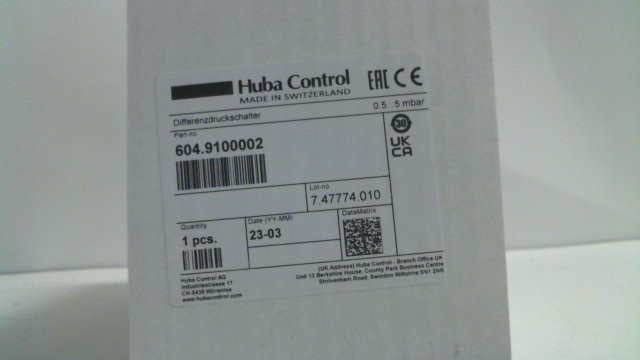 Huba Control
MADE IN SWITZERLAND
EAC CE
Differenzdruckschalter
0.5...5 mbar
Part-no.
604.9100002
30
UK
CA
Lot-no
7.47774.010
Quantity
1 pcs.
Date (YY-MM)
23-03
DataMatrix
Huba Control AG
Industriestrasse 17
CH-5436 Würenlos
www.hubacontrol.com
(UK Address) Huba Control - Branch Office UK
Unit 13 Berkshire House, County Park Business Centre
Shrivenham Road, Swindon Wiltshire SN1 2NR